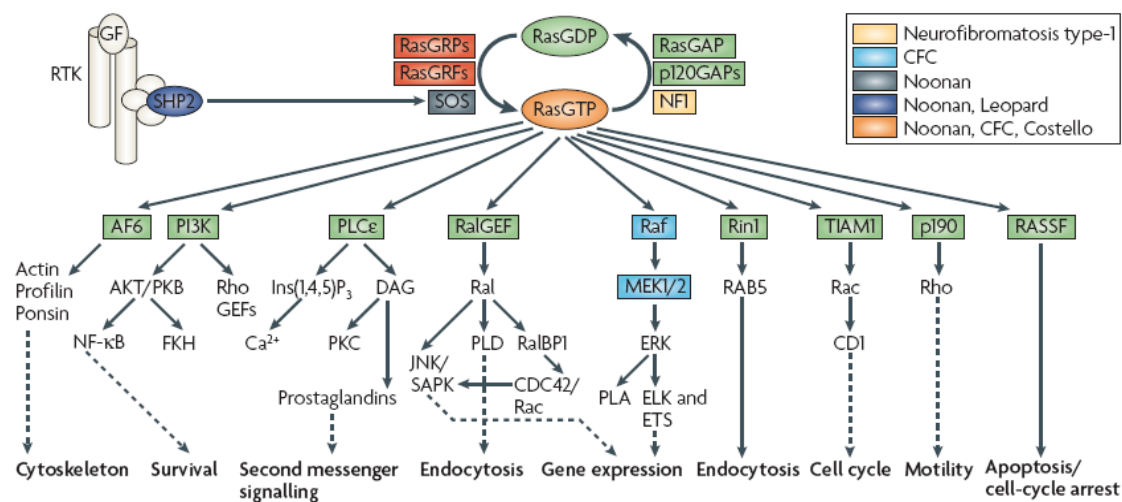 GF
RTK
SHP2
RasGRPs
RasGRFs
SOS
RasGDP
RasGTP
RasGAP
p120GAPs
NF1
Neurofibromatosis type-1
CFC
Noonan
Noonan, Leopard
Noonan, CFC, Costello
AF6
PI3K
PLCε
RalGEF
Raf
Rin1
TIAM1
p190
RASSF
Actin
Profilin
Ponsin
AKT/PKB
Rho
GEFs
Ins(1,4,5)P3
DAG
Ral
MEK1/2
RAB5
Rac
Rho
NF-κB
FKH
Ca2+
PKC
JNK/
SAPK
PLD
RalBP1
ERK
CD1
Prostaglandins
CDC42/
Rac
PLA
ELK and
ETS
Cytoskeleton
Survival
Second messenger
signalling
Endocytosis
Gene expression
Endocytosis
Cell cycle
Motility
Apoptosis/
cell-cycle arrest